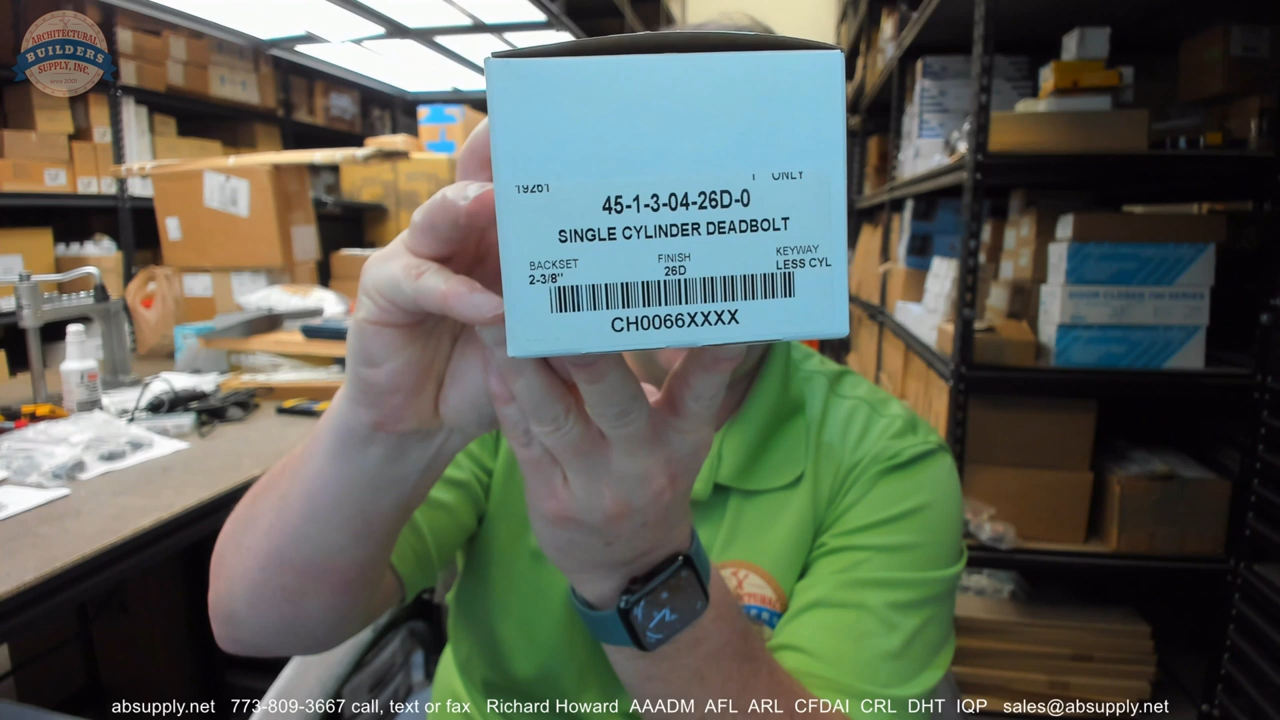 ARCHITECTURAL
BUILDERS
SUPPLY, INC.
since 2001
ONLY
45-1-3-04-26D-0
SINGLE CYLINDER DEADBOLT
BACKSET FINISH KEYWAY
2-3/8" 26D LESS CYL
CH0066XXXX
absupply.net 773-809-3667 call, text or fax Richard Howard AAADM AFL ARL CFDAI CRL DHT IQP sales@absupply.net